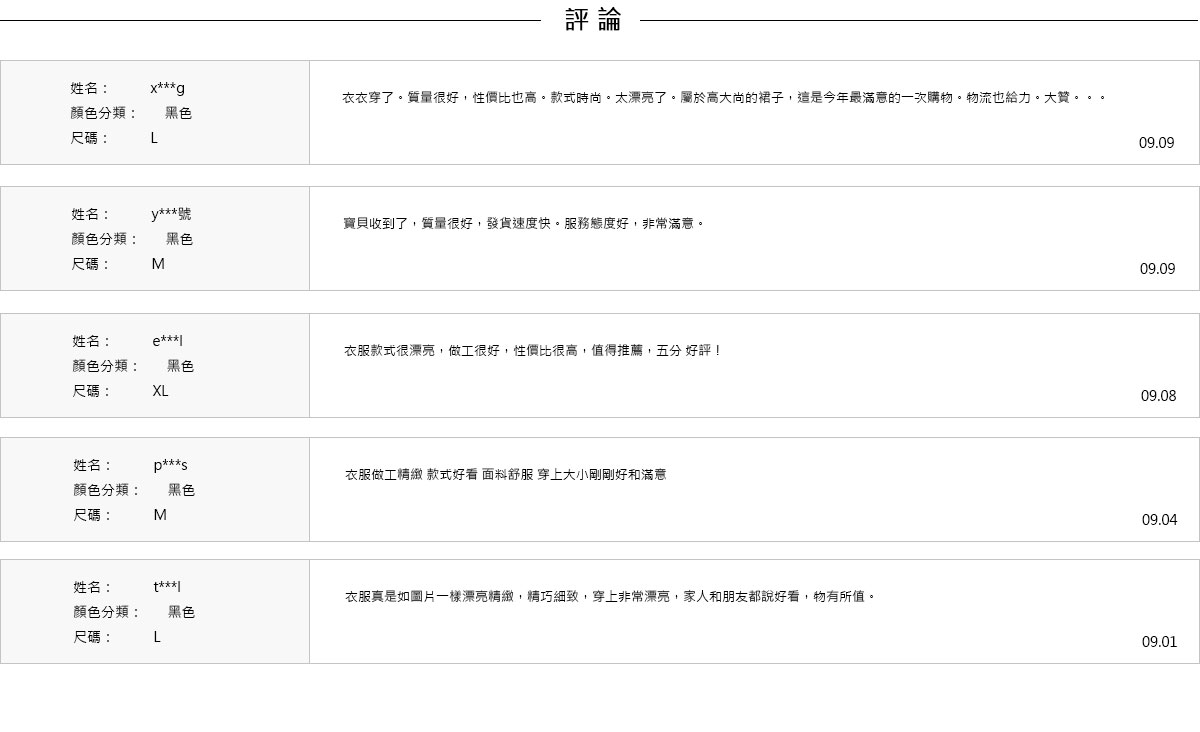 評 論
姓名： x***g
顏色分類： 黑色
尺碼： L
衣衣穿了。質量很好，性價比也高。款式時尚。太漂亮了。屬於高大尚的裙子，這是今年最滿意的一次購物。物流也給力。大贊。。。
09.09
姓名： y***號
顏色分類： 黑色
尺碼： M
寶貝收到了，質量很好，發貨速度快。服務態度好，非常滿意。
09.09
姓名： e***l
顏色分類： 黑色
尺碼： XL
衣服款式很漂亮，做工很好，性價比很高，值得推薦，五分 好評！
09.08
姓名： p***s
顏色分類： 黑色
尺碼： M
衣服做工精緻 款式好看 面料舒服 穿上大小剛剛好和滿意
09.04
姓名： t***l
顏色分類： 黑色
尺碼： L
衣服真是如圖片一樣漂亮精緻，精巧細致，穿上非常漂亮，家人和朋友都說好看，物有所值。
09.01